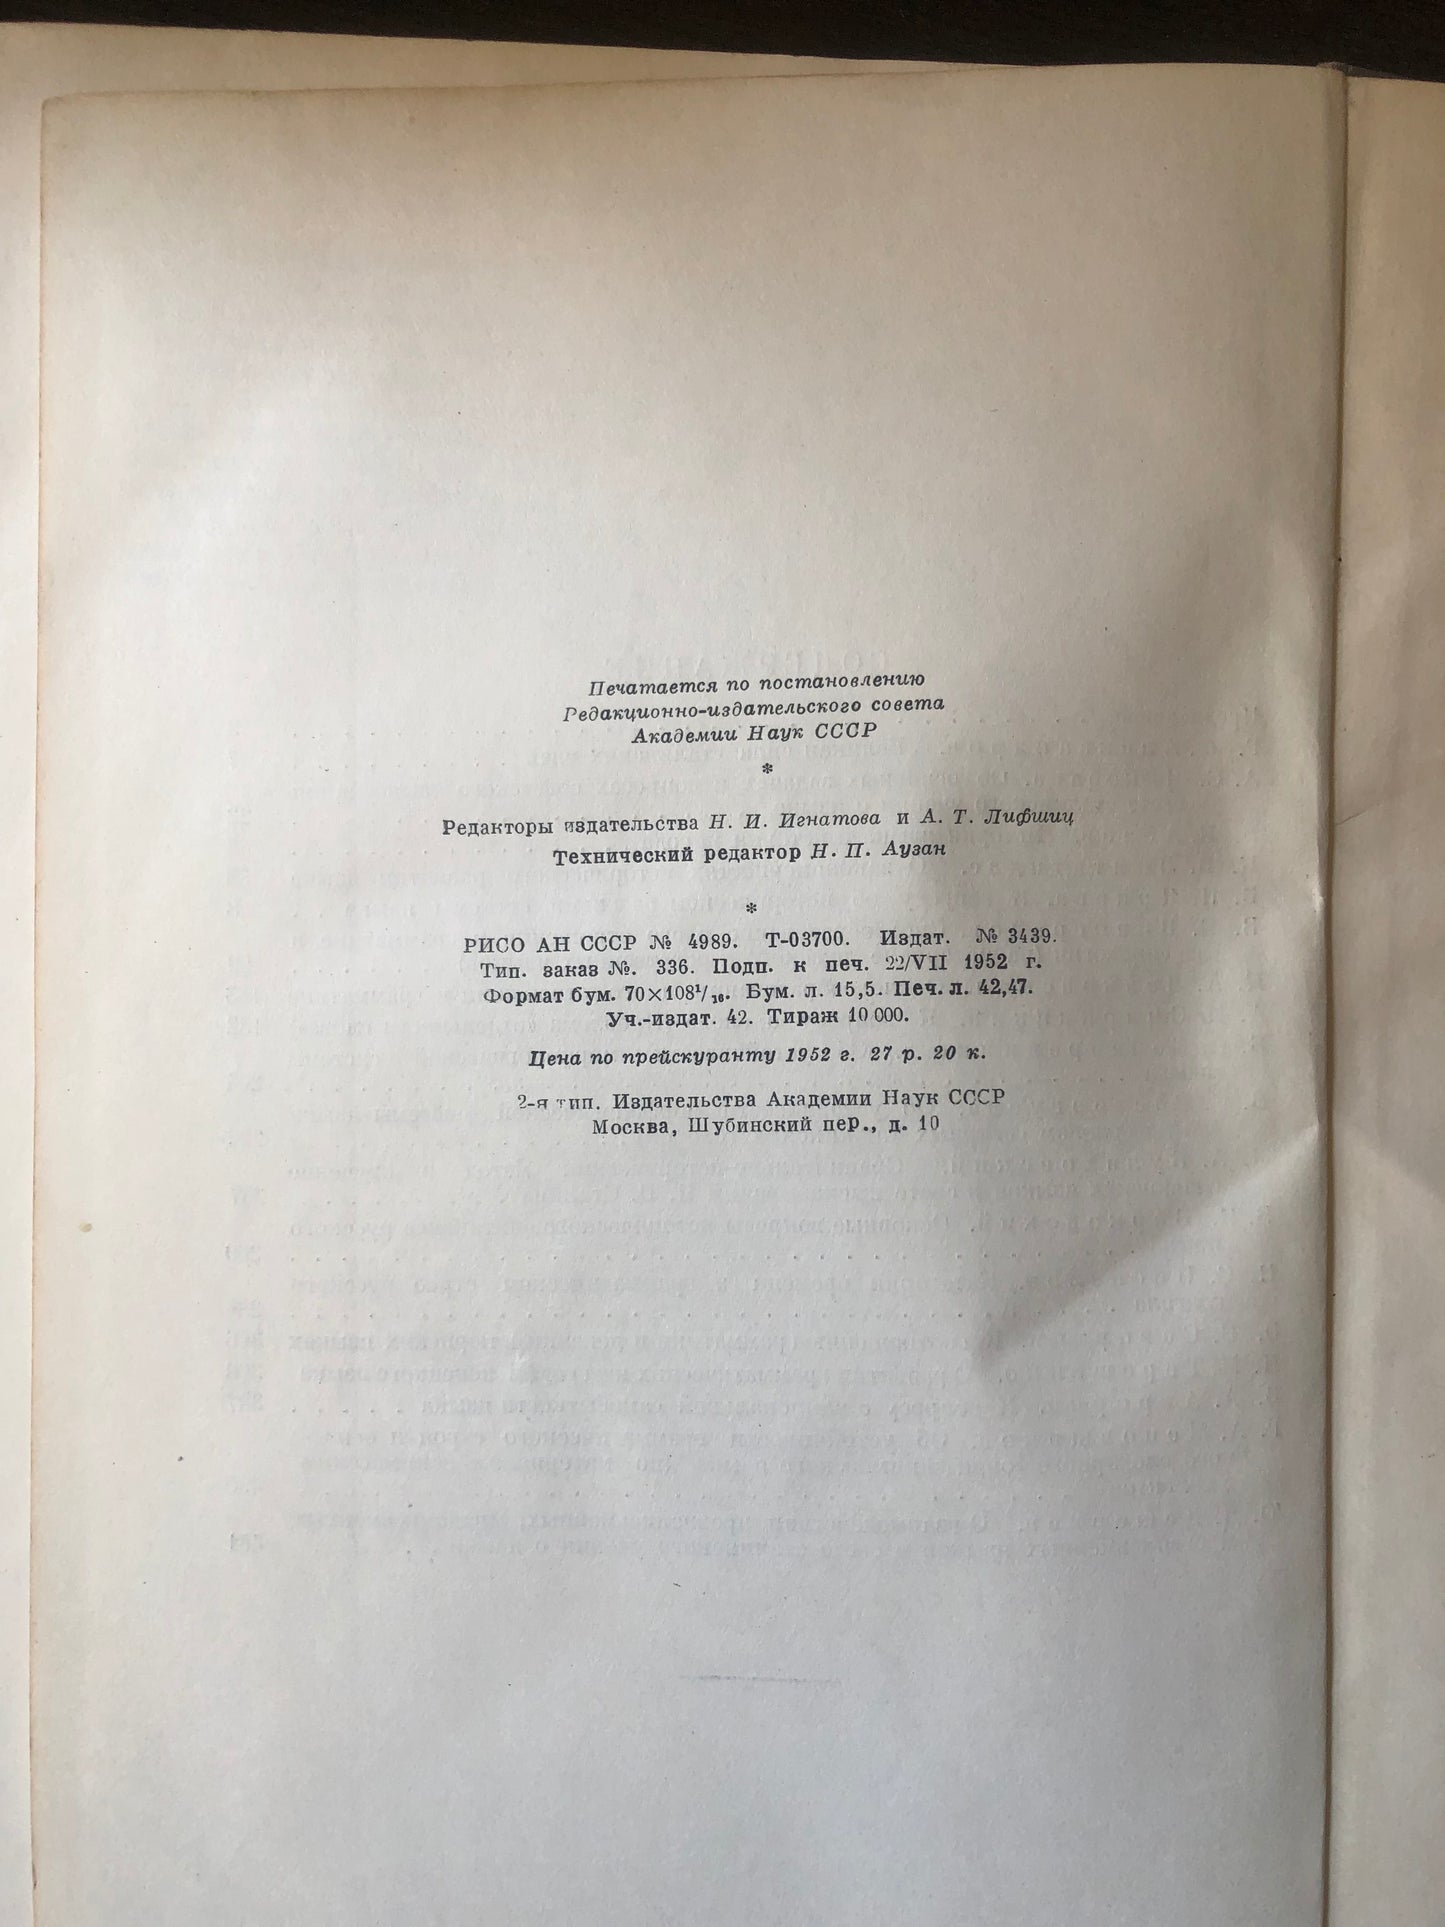 Печатается по постановлению
Редакционно-издательского совета
Академии Наук СССР
*
Редакторы издательства Н. И. Игнатова и А. Т. Лифшиц
Технический редактор Н. П. Аузан
*
РИСО АН СССР № 4989. Т-03700. Издат. № 3439.
Тип. заказ №. 336. Подп. к печ. 22/VII 1952 г.
Формат бум. 70×108¹/₁₆. Бум. л. 15,5. Печ. л. 42,47.
Уч.-издат. 42. Тираж 10 000.
Цена по прейскуранту 1952 г. 27 р. 20 к.
2-я тип. Издательства Академии Наук СССР
Москва, Шубинский пер., д. 10